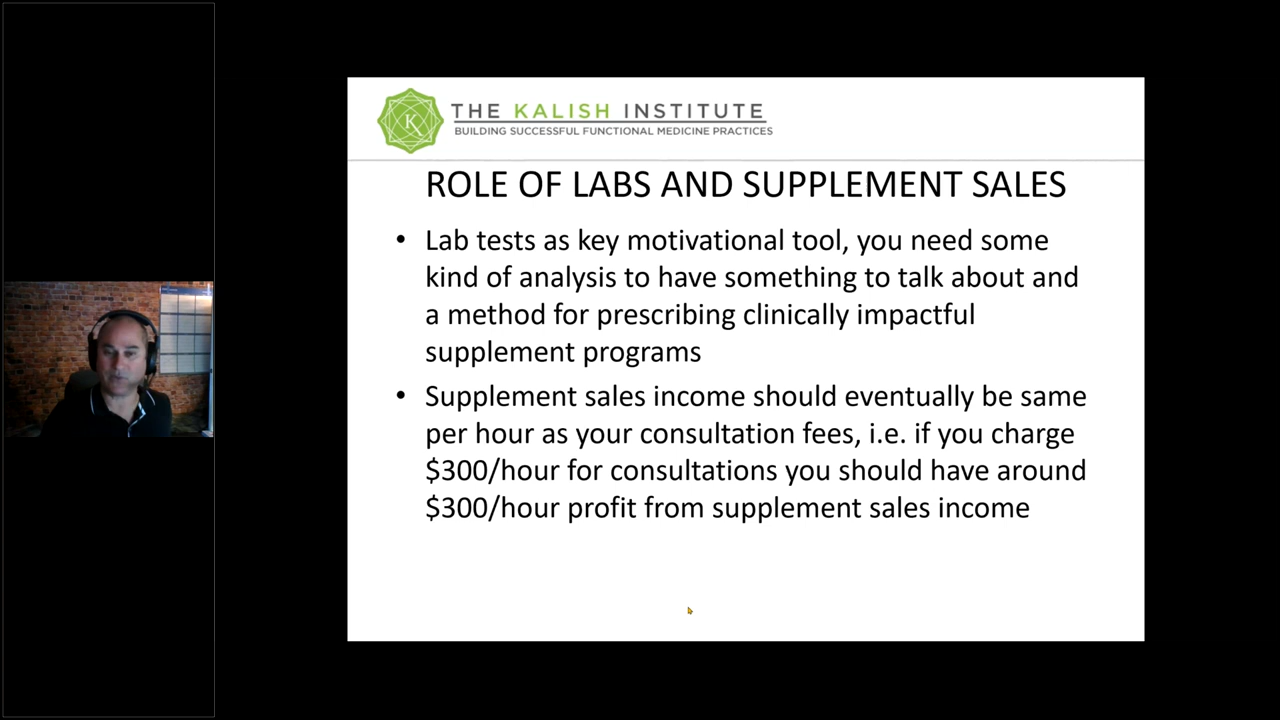 THE KALISH INSTITUTE
BUILDING SUCCESSFUL FUNCTIONAL MEDICINE PRACTICES
ROLE OF LABS AND SUPPLEMENT SALES
• Lab tests as key motivational tool, you need some
kind of analysis to have something to talk about and
a method for prescribing clinically impactful
supplement programs
• Supplement sales income should eventually be same
per hour as your consultation fees, i.e. if you charge
$300/hour for consultations you should have around
$300/hour profit from supplement sales income